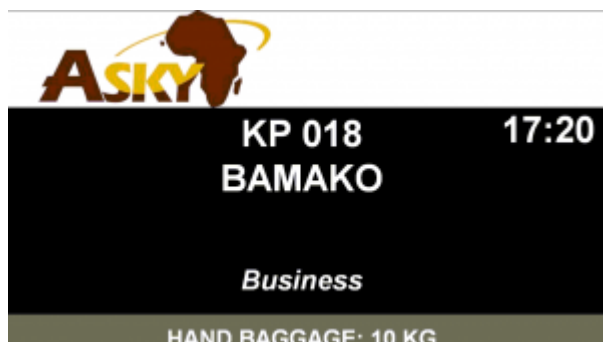 ASKY
KP 018 17:20
BAMAKO
Business
HAND BAGGAGE: 10 KG